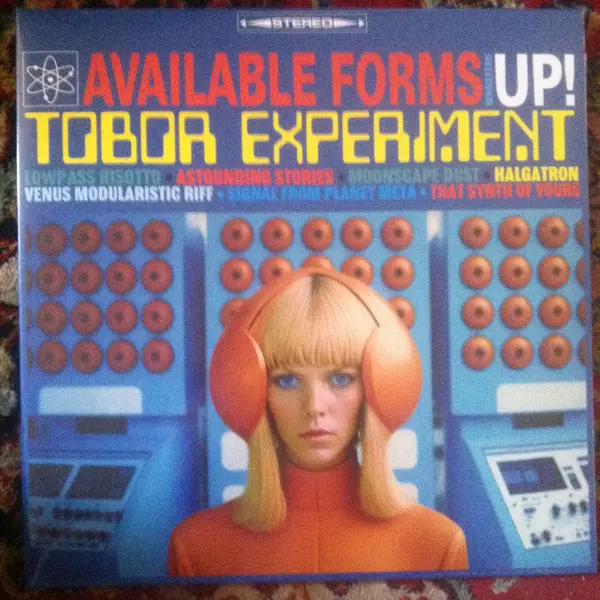 STEREO
AVAILABLE FORMS UP!
TOBOR EXPERIMENT
LOWPASS RISOTTO • ASTOUNDING STORIES • MOONSCAPE DUST • HALGATRON
VENUS MODULARISTIC RIFF • SIGNAL FROM PLANET META • THAT SYNTH OF YOURS